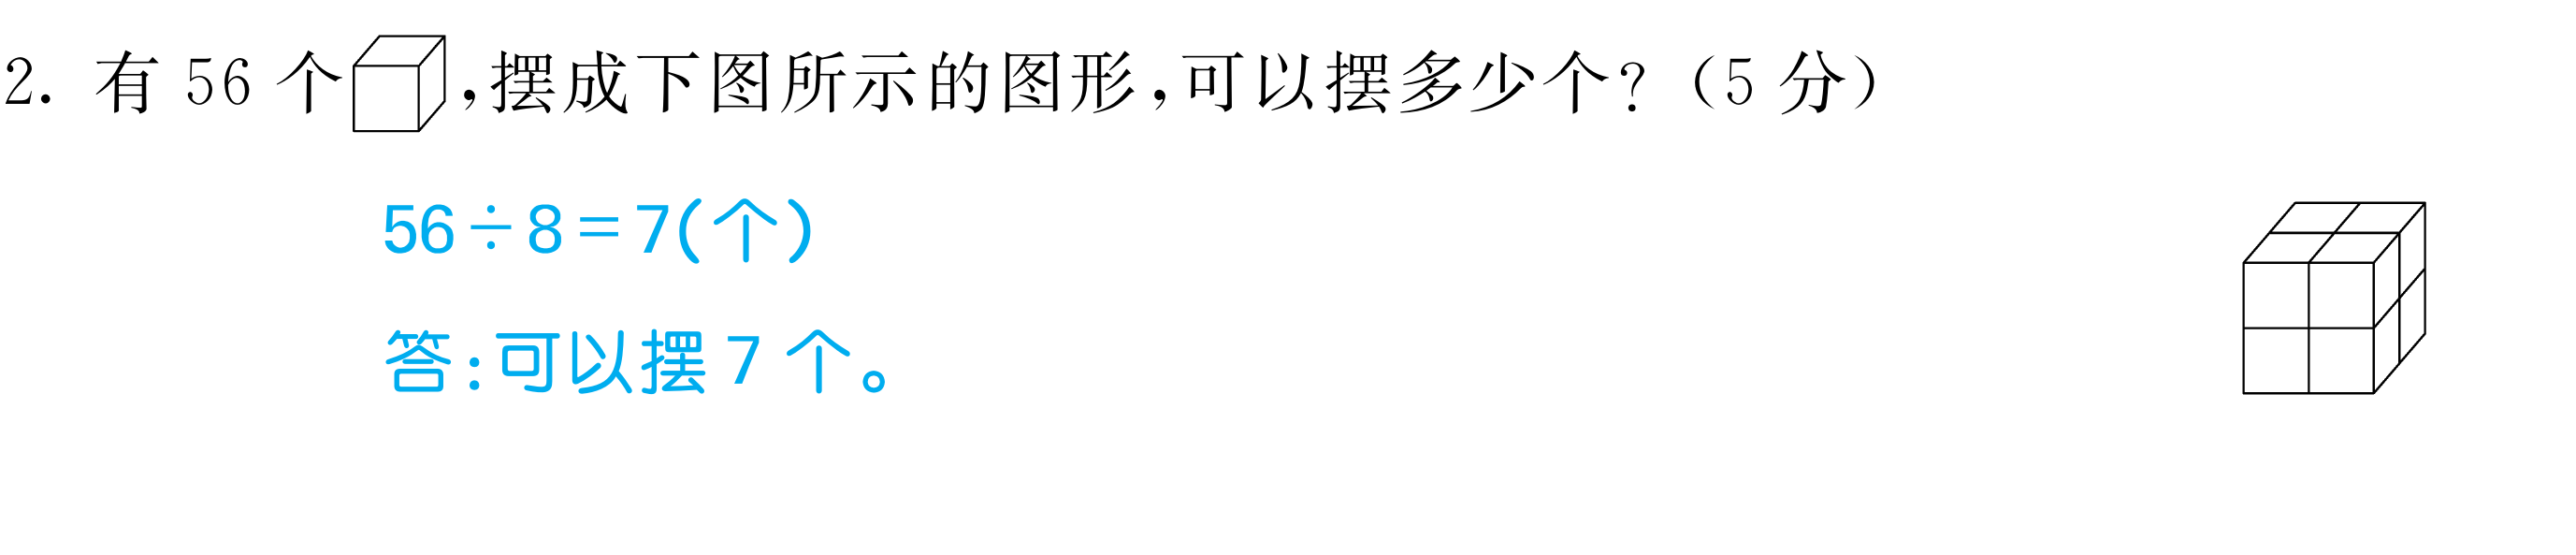 2. 有 56 个,摆成下图所示的图形,可以摆多少个?(5 分)
56÷8=7(个)
答:可以摆 7 个。